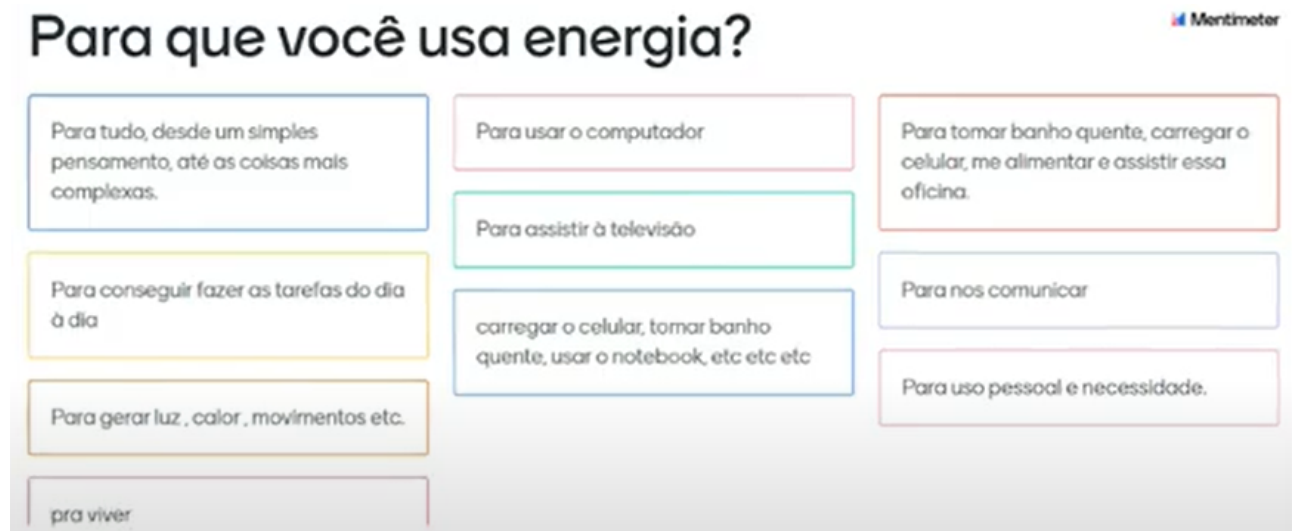 Para que você usa energia?
Mentimeter
Para tudo, desde um simples
pensamento, até as coisas mais
complexas.
Para conseguir fazer as tarefas do dia
à dia
Para gerar luz , calor , movimentos etc.
pra viver
Para usar o computador
Para assistir à televisão
carregar o celular, tomar banho
quente, usar o notebook, etc etc etc
Para tomar banho quente, carregar o
celular, me alimentar e assistir essa
oficina.
Para nos comunicar
Para uso pessoal e necessidade.